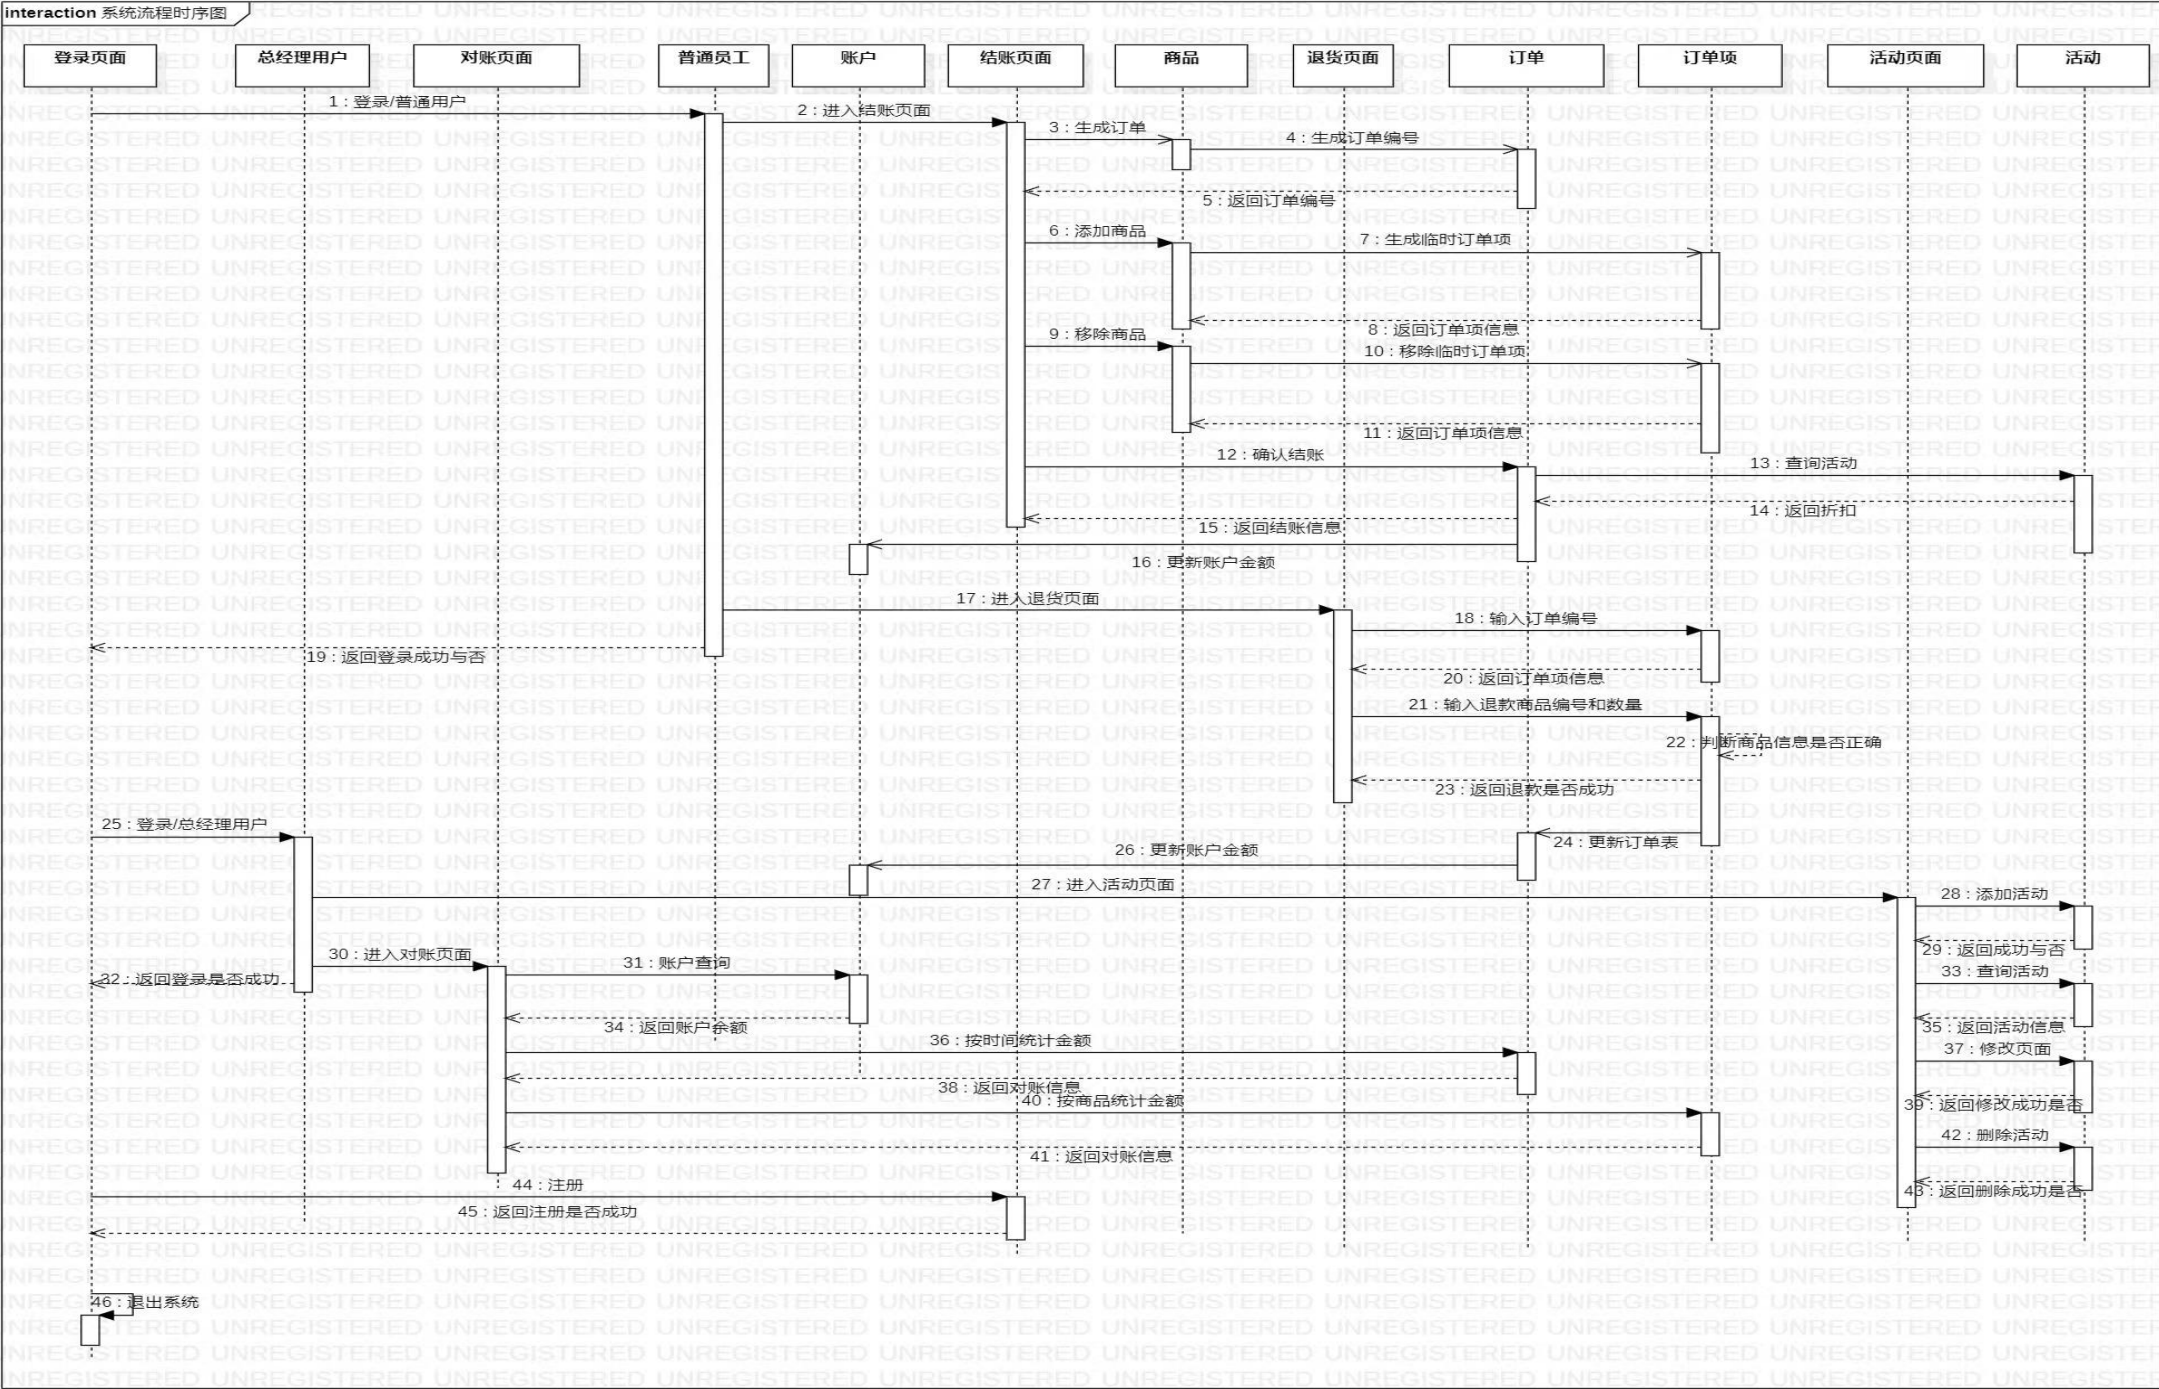 interaction 系统流程时序图
登录页面
总经理用户
对账页面
普通员工
账户
结账页面
商品
退货页面
订单
订单项
活动页面
活动
1 : 登录/普通用户
2 : 进入结账页面
3 : 生成订单
4 : 生成订单编号
5 : 返回订单编号
6 : 添加商品
7 : 生成临时订单项
8 : 返回订单项信息
9 : 移除商品
10 : 移除临时订单项
11 : 返回订单项信息
12 : 确认结账
13 : 查询活动
14 : 返回折扣
15 : 返回结账信息
16 : 更新账户金额
17 : 进入退货页面
18 : 输入订单编号
19 : 返回登录成功与否
20 : 返回订单项信息
21 : 输入退款商品编号和数量
22 : 判断商品信息是否正确
23 : 返回退款是否成功
25 : 登录/总经理用户
24 : 更新订单表
26 : 更新账户金额
27 : 进入活动页面
28 : 添加活动
29 : 返回成功与否
30 : 进入对账页面
31 : 账户查询
33 : 查询活动
32 : 返回登录是否成功
34 : 返回账户余额
35 : 返回活动信息
36 : 按时间统计金额
37 : 修改页面
38 : 返回对账信息
40 : 按商品统计金额
39 : 返回修改成功是否
42 : 删除活动
41 : 返回对账信息
44 : 注册
43 : 返回删除成功是否
45 : 返回注册是否成功
46 : 退出系统
UNREGISTERED